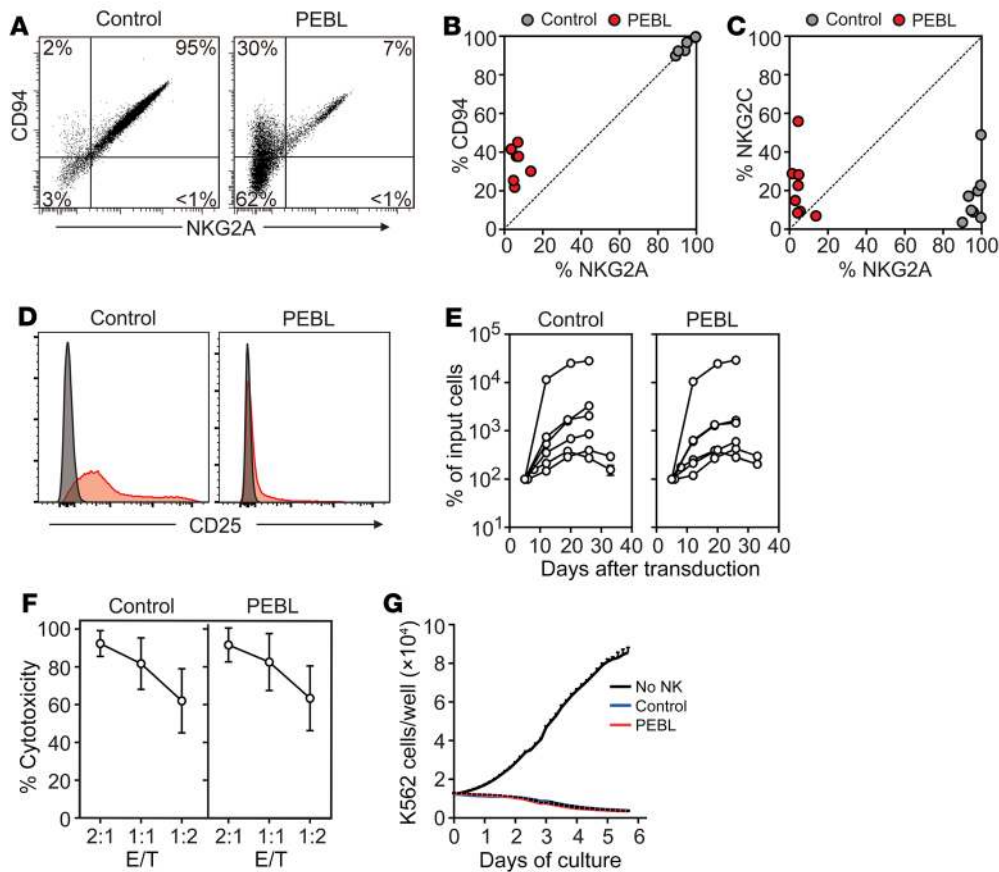 A
Control
PEBL
2%
95%
30%
7%
3%
<1%
62%
<1%
CD94
NKG2A
B
Control
PEBL
% CD94
100
80
60
40
20
0
0
20
40
60
80
100
% NKG2A
C
Control
PEBL
% NKG2C
100
80
60
40
20
0
0
20
40
60
80
100
% NKG2A
D
Control
PEBL
CD25
E
Control
PEBL
% of input cells
10⁵
10⁴
10³
10²
10¹
0
10
20
30
40
0
10
20
30
40
Days after transduction
F
Control
PEBL
% Cytotoxicity
100
80
60
40
20
0
2:1
1:1
1:2
2:1
1:1
1:2
E/T
E/T
G
K562 cells/well (×10⁴)
10
8
6
4
2
0
No NK
Control
PEBL
0
1
2
3
4
5
6
Days of culture